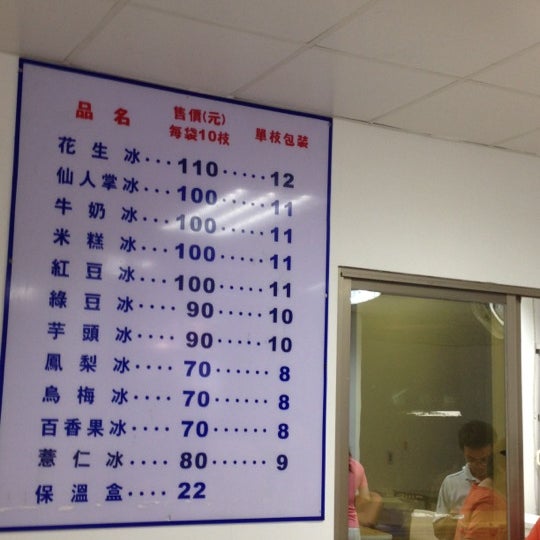 品名 售價(元)
每袋10枝 單枝包裝
花生冰···110·····12
仙人掌冰···100·····11
牛奶冰···100·····11
米糕冰···100·····11
紅豆冰···100·····11
綠豆冰····90······10
芋頭冰····90······10
鳳梨冰····70······8
烏梅冰····70······8
百香果冰····70······8
薏仁冰····80······9
保溫盒····22